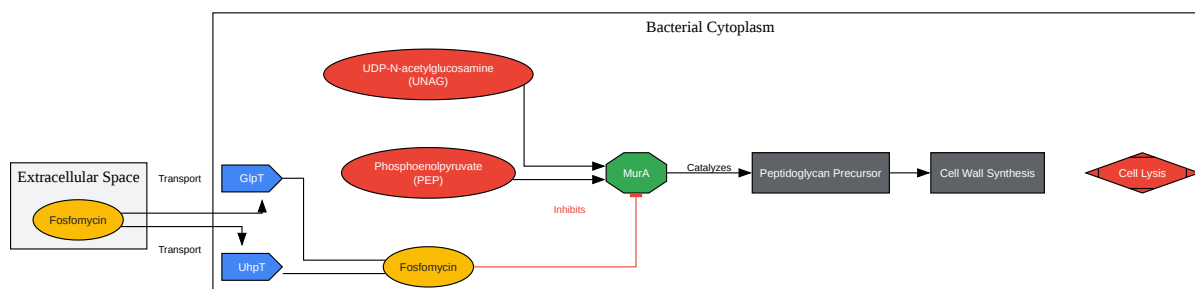 Bacterial Cytoplasm
UDP-N-acetylglucosamine
(UNAG)
Extracellular Space
Fosfomycin
Transport
Transport
GlpT
UhpT
Phosphoenolpyruvate
(PEP)
Fosfomycin
Inhibits
MurA
Catalyzes
Peptidoglycan Precursor
Cell Wall Synthesis
Cell Lysis